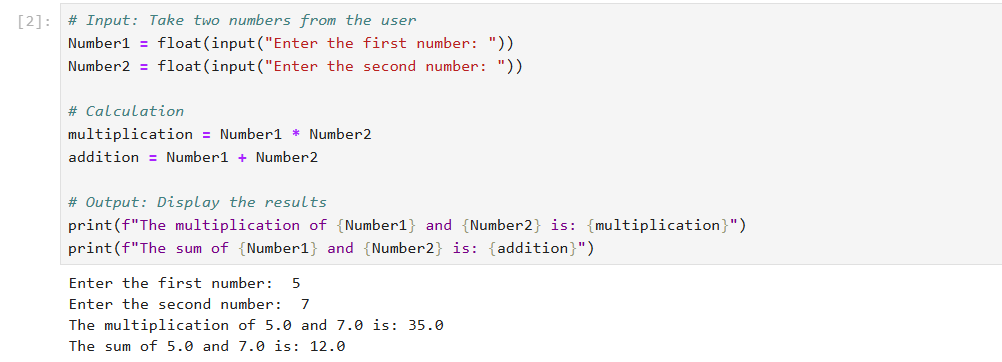 [2]: # Input: Take two numbers from the user
Number1 = float(input("Enter the first number: "))
Number2 = float(input("Enter the second number: "))
# Calculation
multiplication = Number1 * Number2
addition = Number1 + Number2
# Output: Display the results
print(f"The multiplication of {Number1} and {Number2} is: {multiplication}")
print(f"The sum of {Number1} and {Number2} is: {addition}")
Enter the first number:  5
Enter the second number:  7
The multiplication of 5.0 and 7.0 is: 35.0
The sum of 5.0 and 7.0 is: 12.0